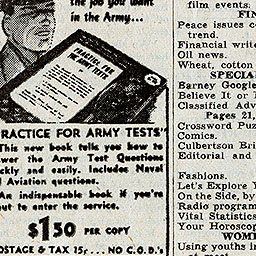 the job you want
in the Army...
PRACTICE FOR
THE ARMY TESTS
RACTICE FOR ARMY TESTS"
This new book tells you how to
wer the Army Test Questions
ckly and easily. Includes Naval
Aviation questions.
An indispensable book if you're
ut to enter the service.
$1.50 PER COPY
OSTAGE & TAX 15¢... NO C.O.D.'s
film events.
FIN
Peace issues c
trend.
Financial write
Oil news.
Wheat, cotton
SPECIA
Barney Google
Believe It or
Classified Adv
Pages 21,
Crossword Puz
Comics.
Culbertson Bri
Editorial and
Fashions.
Let's Explore Y
On the Side, by
Radio program
Vital Statistics
Your Horoscop
WOME
Using youths in